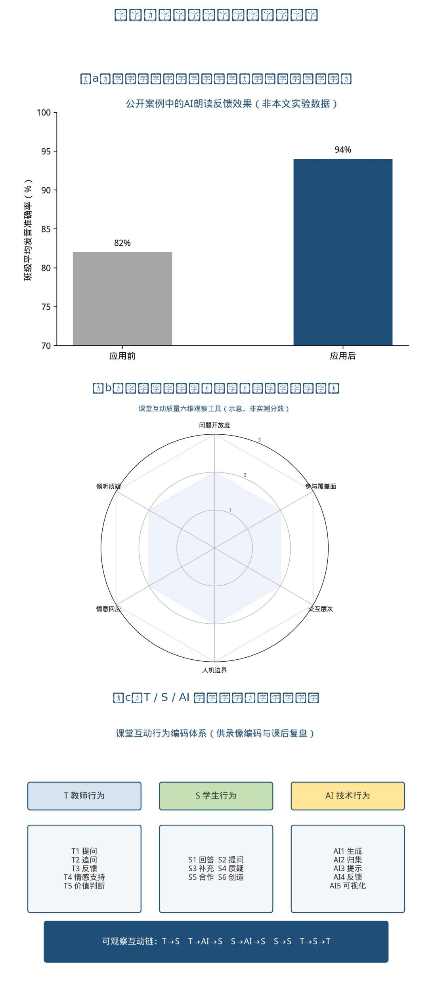 a
公开案例中的AI朗读反馈效果（非本文实验数据）
100
95
90
85
80
75
70
班级平均发音准确率（%）
82%
94%
应用前
应用后
b
课堂互动质量六维观察工具（示意，非实测分数）
问题开放度
3
2
1
倾听质疑
参与覆盖面
情意回应
交互层次
人机边界
c T / S / AI
课堂互动行为编码体系（供录像编码与课后复盘）
T 教师行为
S 学生行为
AI 技术行为
T1 提问
T2 追问
T3 反馈
T4 情感支持
T5 价值判断
S1 回答 S2 提问
S3 补充 S4 质疑
S5 合作 S6 创造
AI1 生成
AI2 归集
AI3 提示
AI4 反馈
AI5 可视化
可观察互动链：T→S T→AI→S S→AI→S S→S T→S→T